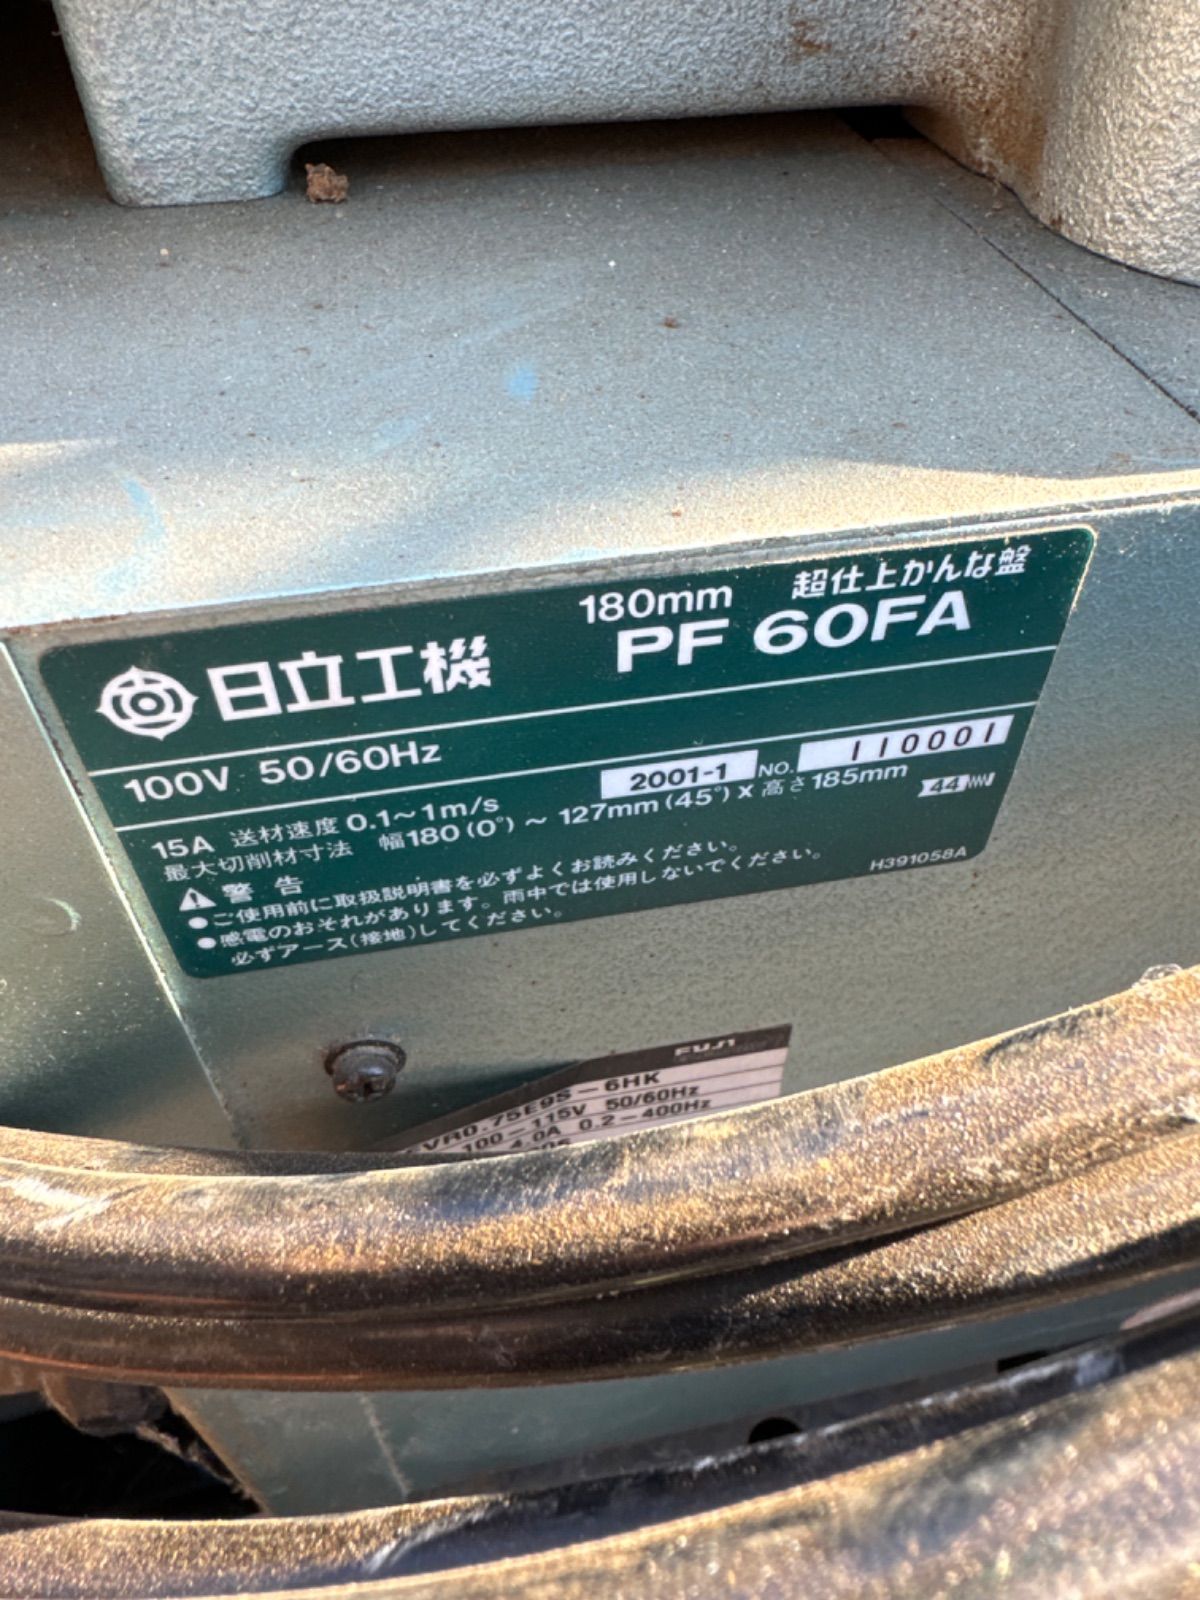 日立工機
180mm
超仕上かんな盤
PF 60FA
100V 50/60Hz
2001-1 NO. 110001
15A 送材速度 0.1~1m/s
最大切削材寸法 幅180(0°) ~ 127mm(45°) x 高さ185mm
44
警告
●ご使用前に取扱説明書を必ずよくお読みください。
●感電のおそれがあります。雨中では使用しないでください。
必ずアース(接地)してください。
H391058A
FUJI
VR0.75E9S-6HK
100-115V 50/60Hz
4.0A 0.2-400Hz